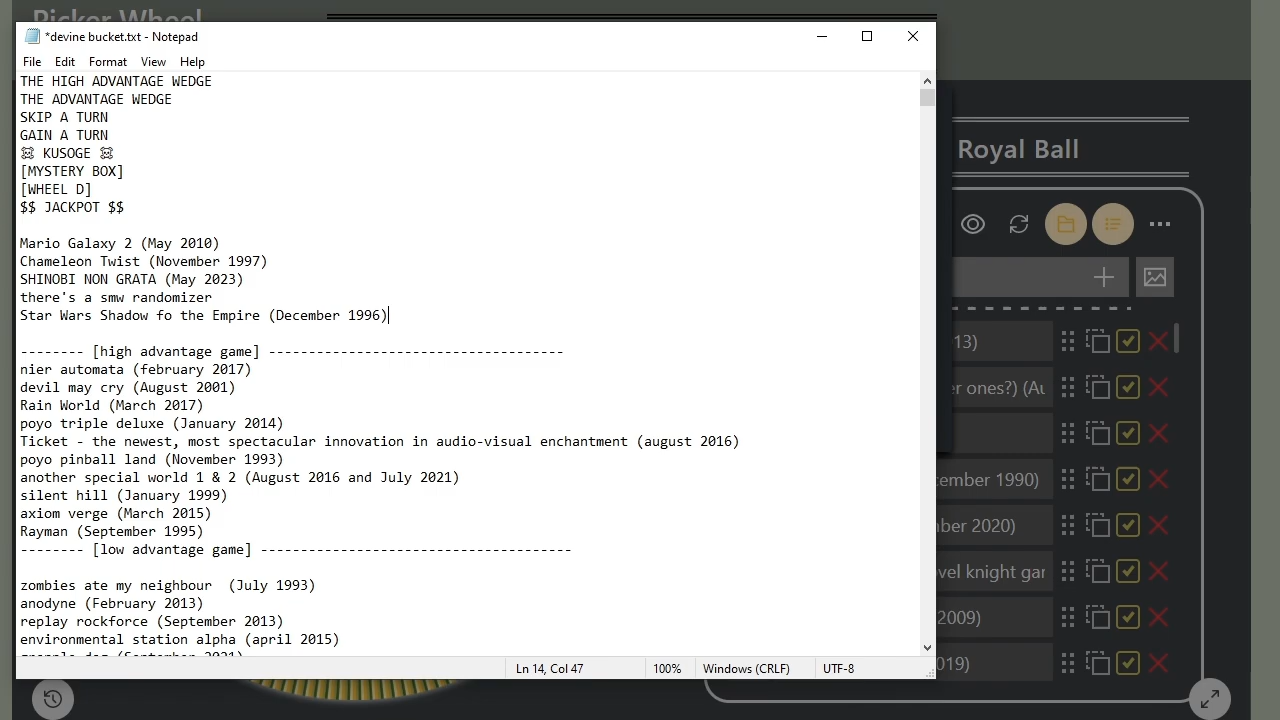 Picker Wheel
*devine bucket.txt - Notepad
File Edit Format View Help
THE HIGH ADVANTAGE WEDGE
THE ADVANTAGE WEDGE
SKIP A TURN
GAIN A TURN
☠ KUSOGE ☠
[MYSTERY BOX]
[WHEEL D]
$$ JACKPOT $$
Mario Galaxy 2 (May 2010)
Chameleon Twist (November 1997)
SHINOBI NON GRATA (May 2023)
there's a smw randomizer
Star Wars Shadow fo the Empire (December 1996)
-------- [high advantage game] -------------------------------------
nier automata (february 2017)
devil may cry (August 2001)
Rain World (March 2017)
poyo triple deluxe (January 2014)
Ticket - the newest, most spectacular innovation in audio-visual enchantment (august 2016)
poyo pinball land (November 1993)
another special world 1 & 2 (August 2016 and July 2021)
silent hill (January 1999)
axiom verge (March 2015)
Rayman (September 1995)
-------- [low advantage game] ---------------------------------------
zombies ate my neighbour  (July 1993)
anodyne (February 2013)
replay rockforce (September 2013)
environmental station alpha (april 2015)
Ln 14, Col 47
100%
Windows (CRLF)
UTF-8
Royal Ball
13)
er ones?) (Au
ember 1990)
ber 2020)
ovel knight gar
2009)
019)